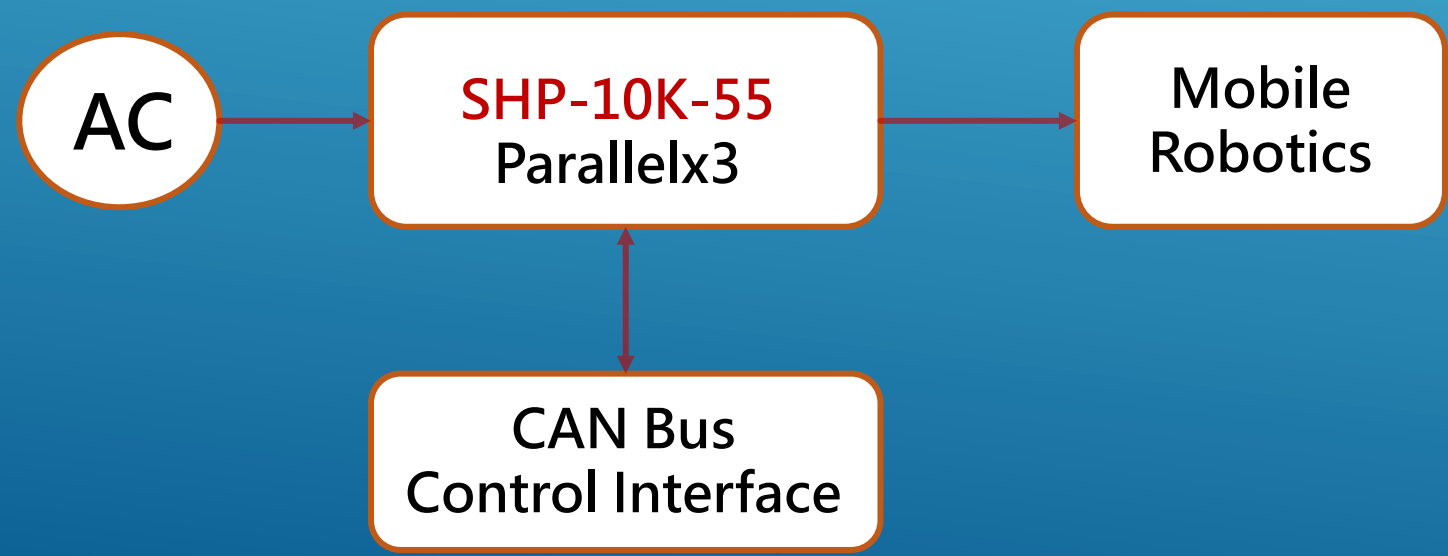 AC
SHP-10K-55
Parallelx3
Mobile
Robotics
CAN Bus
Control Interface